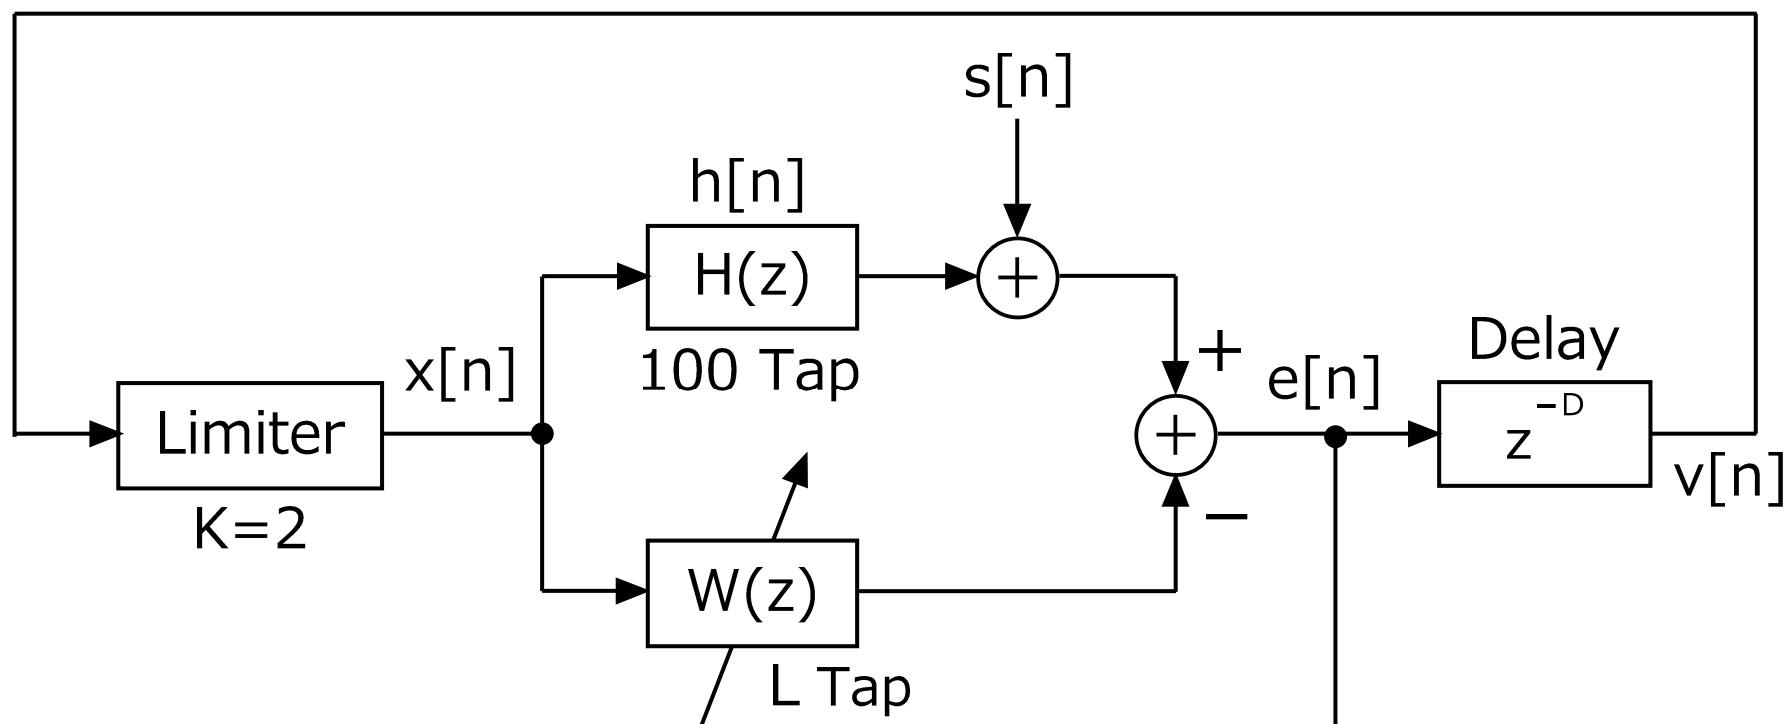 s[n]
h[n]
H(z)
100 Tap
x[n]
Limiter
K=2
+
e[n]
Delay
z^-D
v[n]
−
W(z)
L Tap